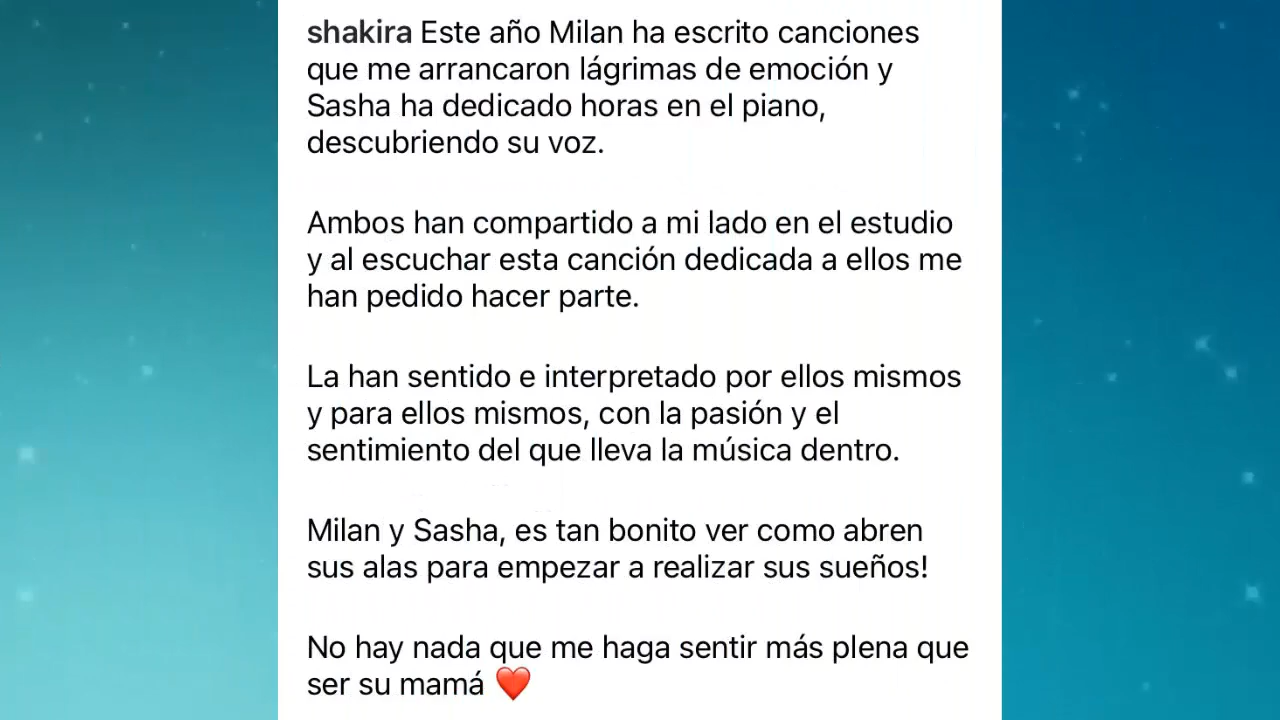 shakira Este año Milan ha escrito canciones
que me arrancaron lágrimas de emoción y
Sasha ha dedicado horas en el piano,
descubriendo su voz.
Ambos han compartido a mi lado en el estudio
y al escuchar esta canción dedicada a ellos me
han pedido hacer parte.
La han sentido e interpretado por ellos mismos
y para ellos mismos, con la pasión y el
sentimiento del que lleva la música dentro.
Milan y Sasha, es tan bonito ver como abren
sus alas para empezar a realizar sus sueños!
No hay nada que me haga sentir más plena que
ser su mamá ❤️